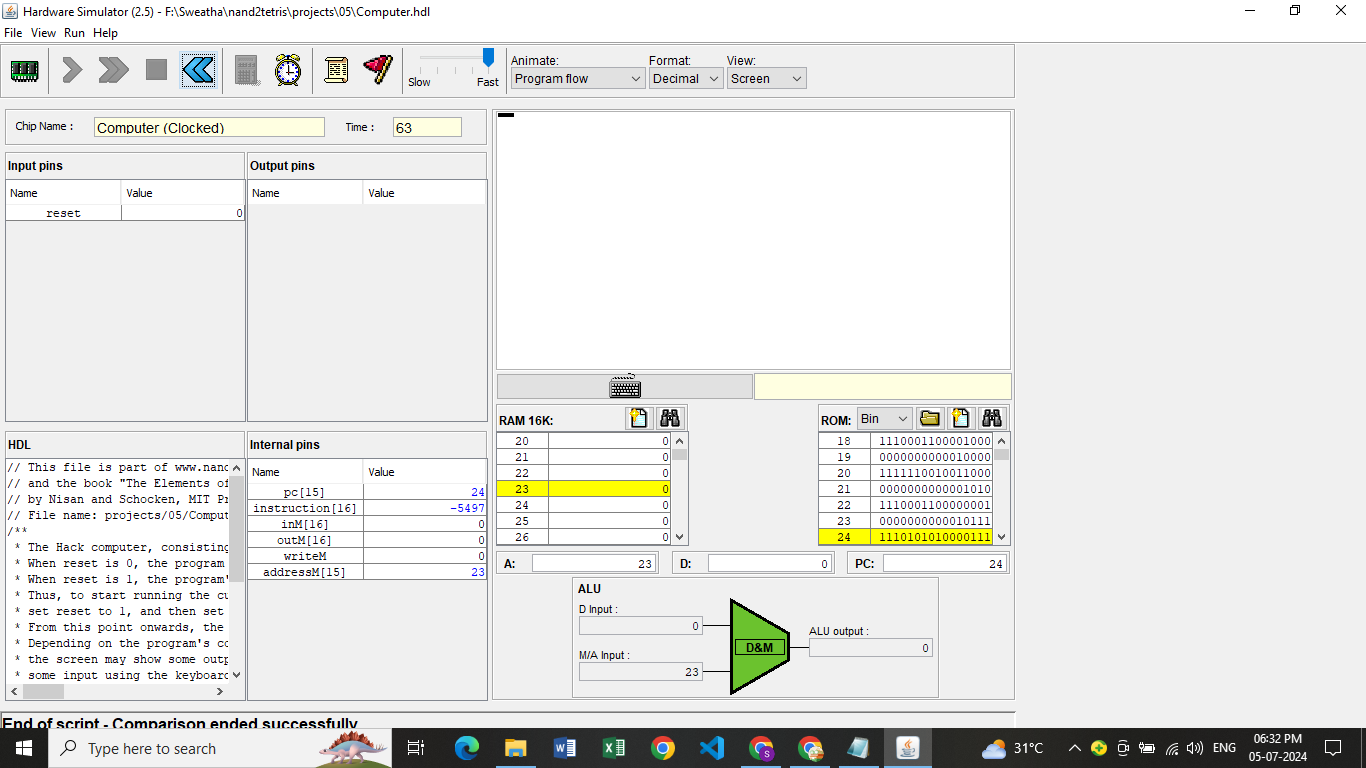 Hardware Simulator (2.5) - F:\Sweatha\nand2tetris\projects\05\Computer.hdl
File View Run Help
Slow Fast
Animate: Format: View:
Program flow Decimal Screen
Chip Name : Computer (Clocked) Time : 63
Input pins
Name Value
reset 0
Output pins
Name Value
HDL
// This file is part of www.nand
// and the book "The Elements of
// by Nisan and Schocken, MIT Pr
// File name: projects/05/Comput
/**
* The Hack computer, consisting
* When reset is 0, the program
* When reset is 1, the program'
* Thus, to start running the cu
* set reset to 1, and then set
* From this point onwards, the
* Depending on the program's co
* the screen may show some outp
* some input using the keyboard
Internal pins
Name Value
pc[15] 24
instruction[16] -5497
inM[16] 0
outM[16] 0
writeM 0
addressM[15] 23
RAM 16K:
20 0
21 0
22 0
23 0
24 0
25 0
26 0
ROM: Bin
18 1110001100001000
19 0000000000010000
20 1111110010011000
21 0000000000001010
22 1110001100000001
23 0000000000010111
24 1110101010000111
A: 23 D: 0 PC: 24
ALU
D Input :
0
M/A Input :
23
D&M
ALU output :
0
End of script - Comparison ended successfully
Type here to search
S
31°C
ENG
06:32 PM
05-07-2024